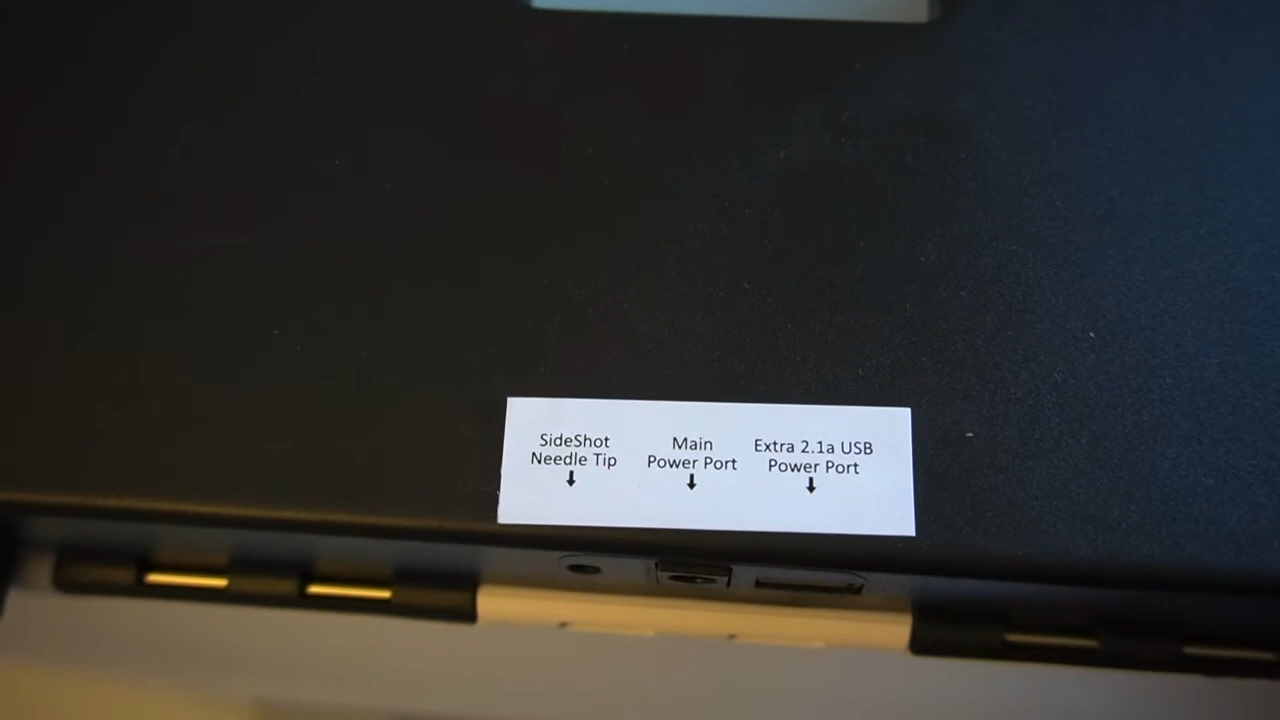 SideShot
Needle Tip
Main
Power Port
Extra 2.1a USB
Power Port